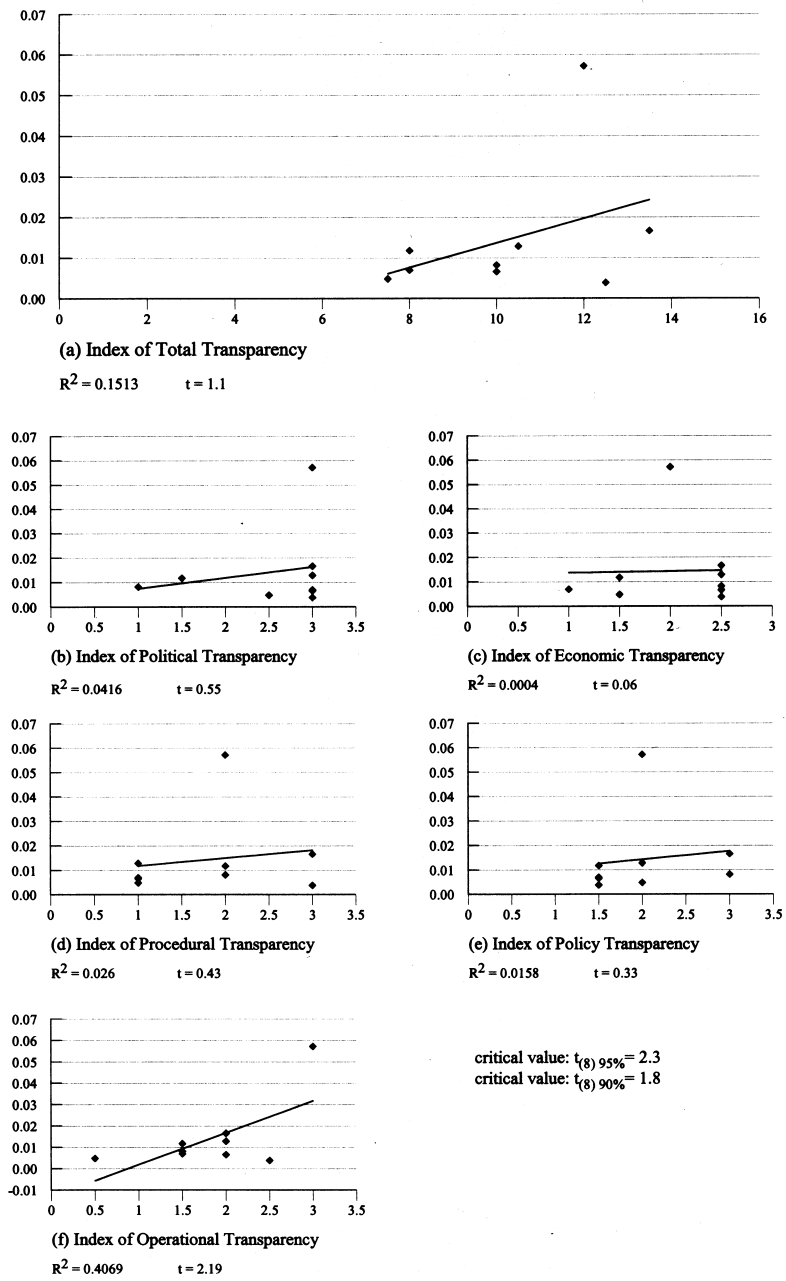 0.07
0.06
0.05
0.04
0.03
0.02
0.01
0.00
0 2 4 6 8 10 12 14 16
(a) Index of Total Transparency
R2 = 0.1513 t = 1.1
0.07 0.07
0.06 0.06
0.05 0.05
0.04 0.04
0.03 0.03
0.02 0.02
0.01 0.01
0.00 0.00
0 0.5 1 1.5 2 2.5 3 3.5 0 0.5 1 1.5 2 2.5 3
(b) Index of Political Transparency (c) Index of Economic Transparency
R2 = 0.0416 t = 0.55 R2 = 0.0004 t = 0.06
0.07 0.07
0.06 0.06
0.05 0.05
0.04 0.04
0.03 0.03
0.02 0.02
0.01 0.01
0.00 0.00
0 0.5 1 1.5 2 2.5 3 3.5 0 0.5 1 1.5 2 2.5 3 3.5
(d) Index of Procedural Transparency (e) Index of Policy Transparency
R2 = 0.026 t = 0.43 R2 = 0.0158 t = 0.33
0.07
0.06
0.05
0.04
0.03
0.02
0.01
0.00
-0.01
0 0.5 1 1.5 2 2.5 3 3.5
(f) Index of Operational Transparency
R2 = 0.4069 t = 2.19
critical value: t(8) 95%= 2.3
critical value: t(8) 90%= 1.8